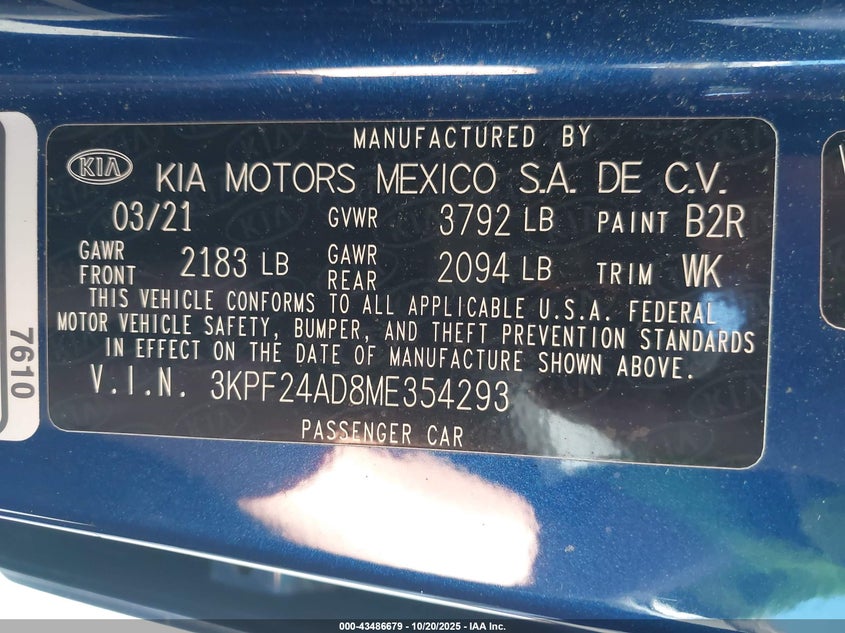 MANUFACTURED BY
KIA KIA MOTORS MEXICO S.A. DE C.V.
03/21 GVWR 3792 LB PAINT B2R
GAWR FRONT 2183 LB GAWR REAR 2094 LB TRIM WK
THIS VEHICLE CONFORMS TO ALL APPLICABLE U.S.A. FEDERAL
MOTOR VEHICLE SAFETY, BUMPER, AND THEFT PREVENTION STANDARDS
IN EFFECT ON THE DATE OF MANUFACTURE SHOWN ABOVE.
V.I.N. 3KPF24AD8ME354293
PASSENGER CAR
7610
000-43486679 - 10/20/2025 - IAA Inc.